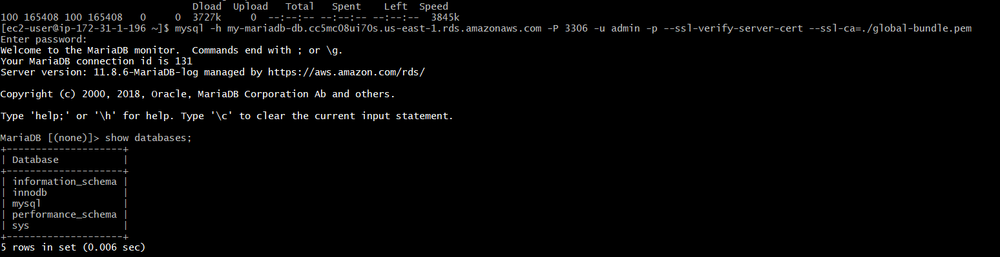 Dload  Upload   Total   Spent    Left  Speed
100 165408 100 165408   0     0  3727k     0  --:--:-- --:--:-- --:--:--  3845k
[ec2-user@ip-172-31-1-196 ~]$ mysql -h my-mariadb-db.cc5mc08ui70s.us-east-1.rds.amazonaws.com -P 3306 -u admin -p --ssl-verify-server-cert --ssl-ca=./global-bundle.pem
Enter password:
Welcome to the MariaDB monitor.  Commands end with ; or \g.
Your MariaDB connection id is 131
Server version: 11.8.6-MariaDB-log managed by https://aws.amazon.com/rds/

Copyright (c) 2000, 2018, Oracle, MariaDB Corporation Ab and others.

Type 'help;' or '\h' for help. Type '\c' to clear the current input statement.

MariaDB [(none)]> show databases;
+--------------------+
| Database           |
+--------------------+
| information_schema |
| innodb             |
| mysql              |
| performance_schema |
| sys                |
+--------------------+
5 rows in set (0.006 sec)